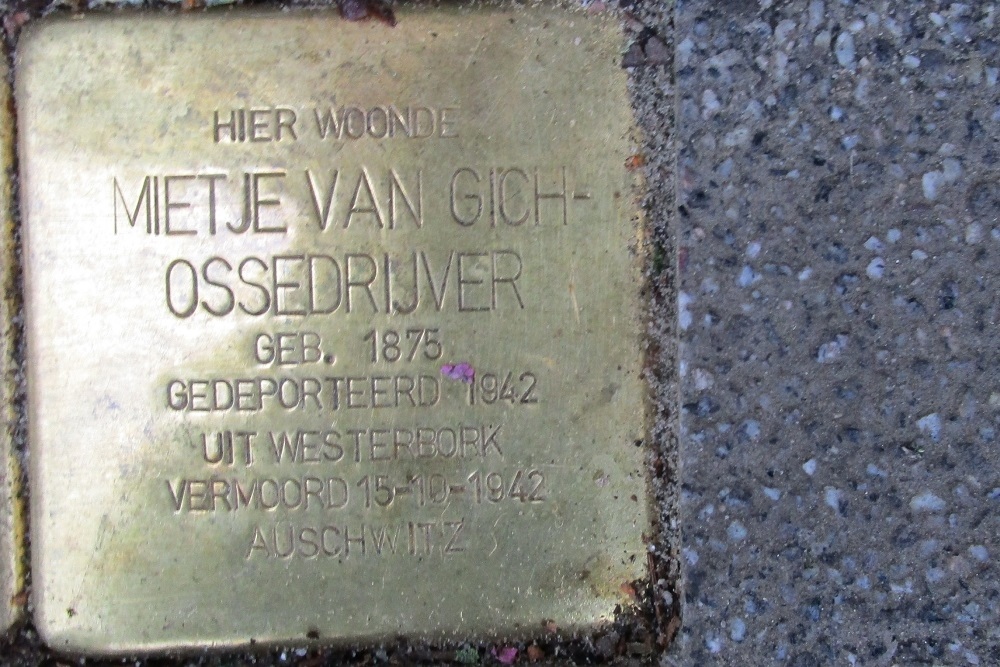 HIER WOONDE
MIETJE VAN GICH-
OSSEDRIJVER
GEB. 1875
GEDEPORTEERD 1942
UIT WESTERBORK
VERMOORD 15-10-1942
AUSCHWITZ